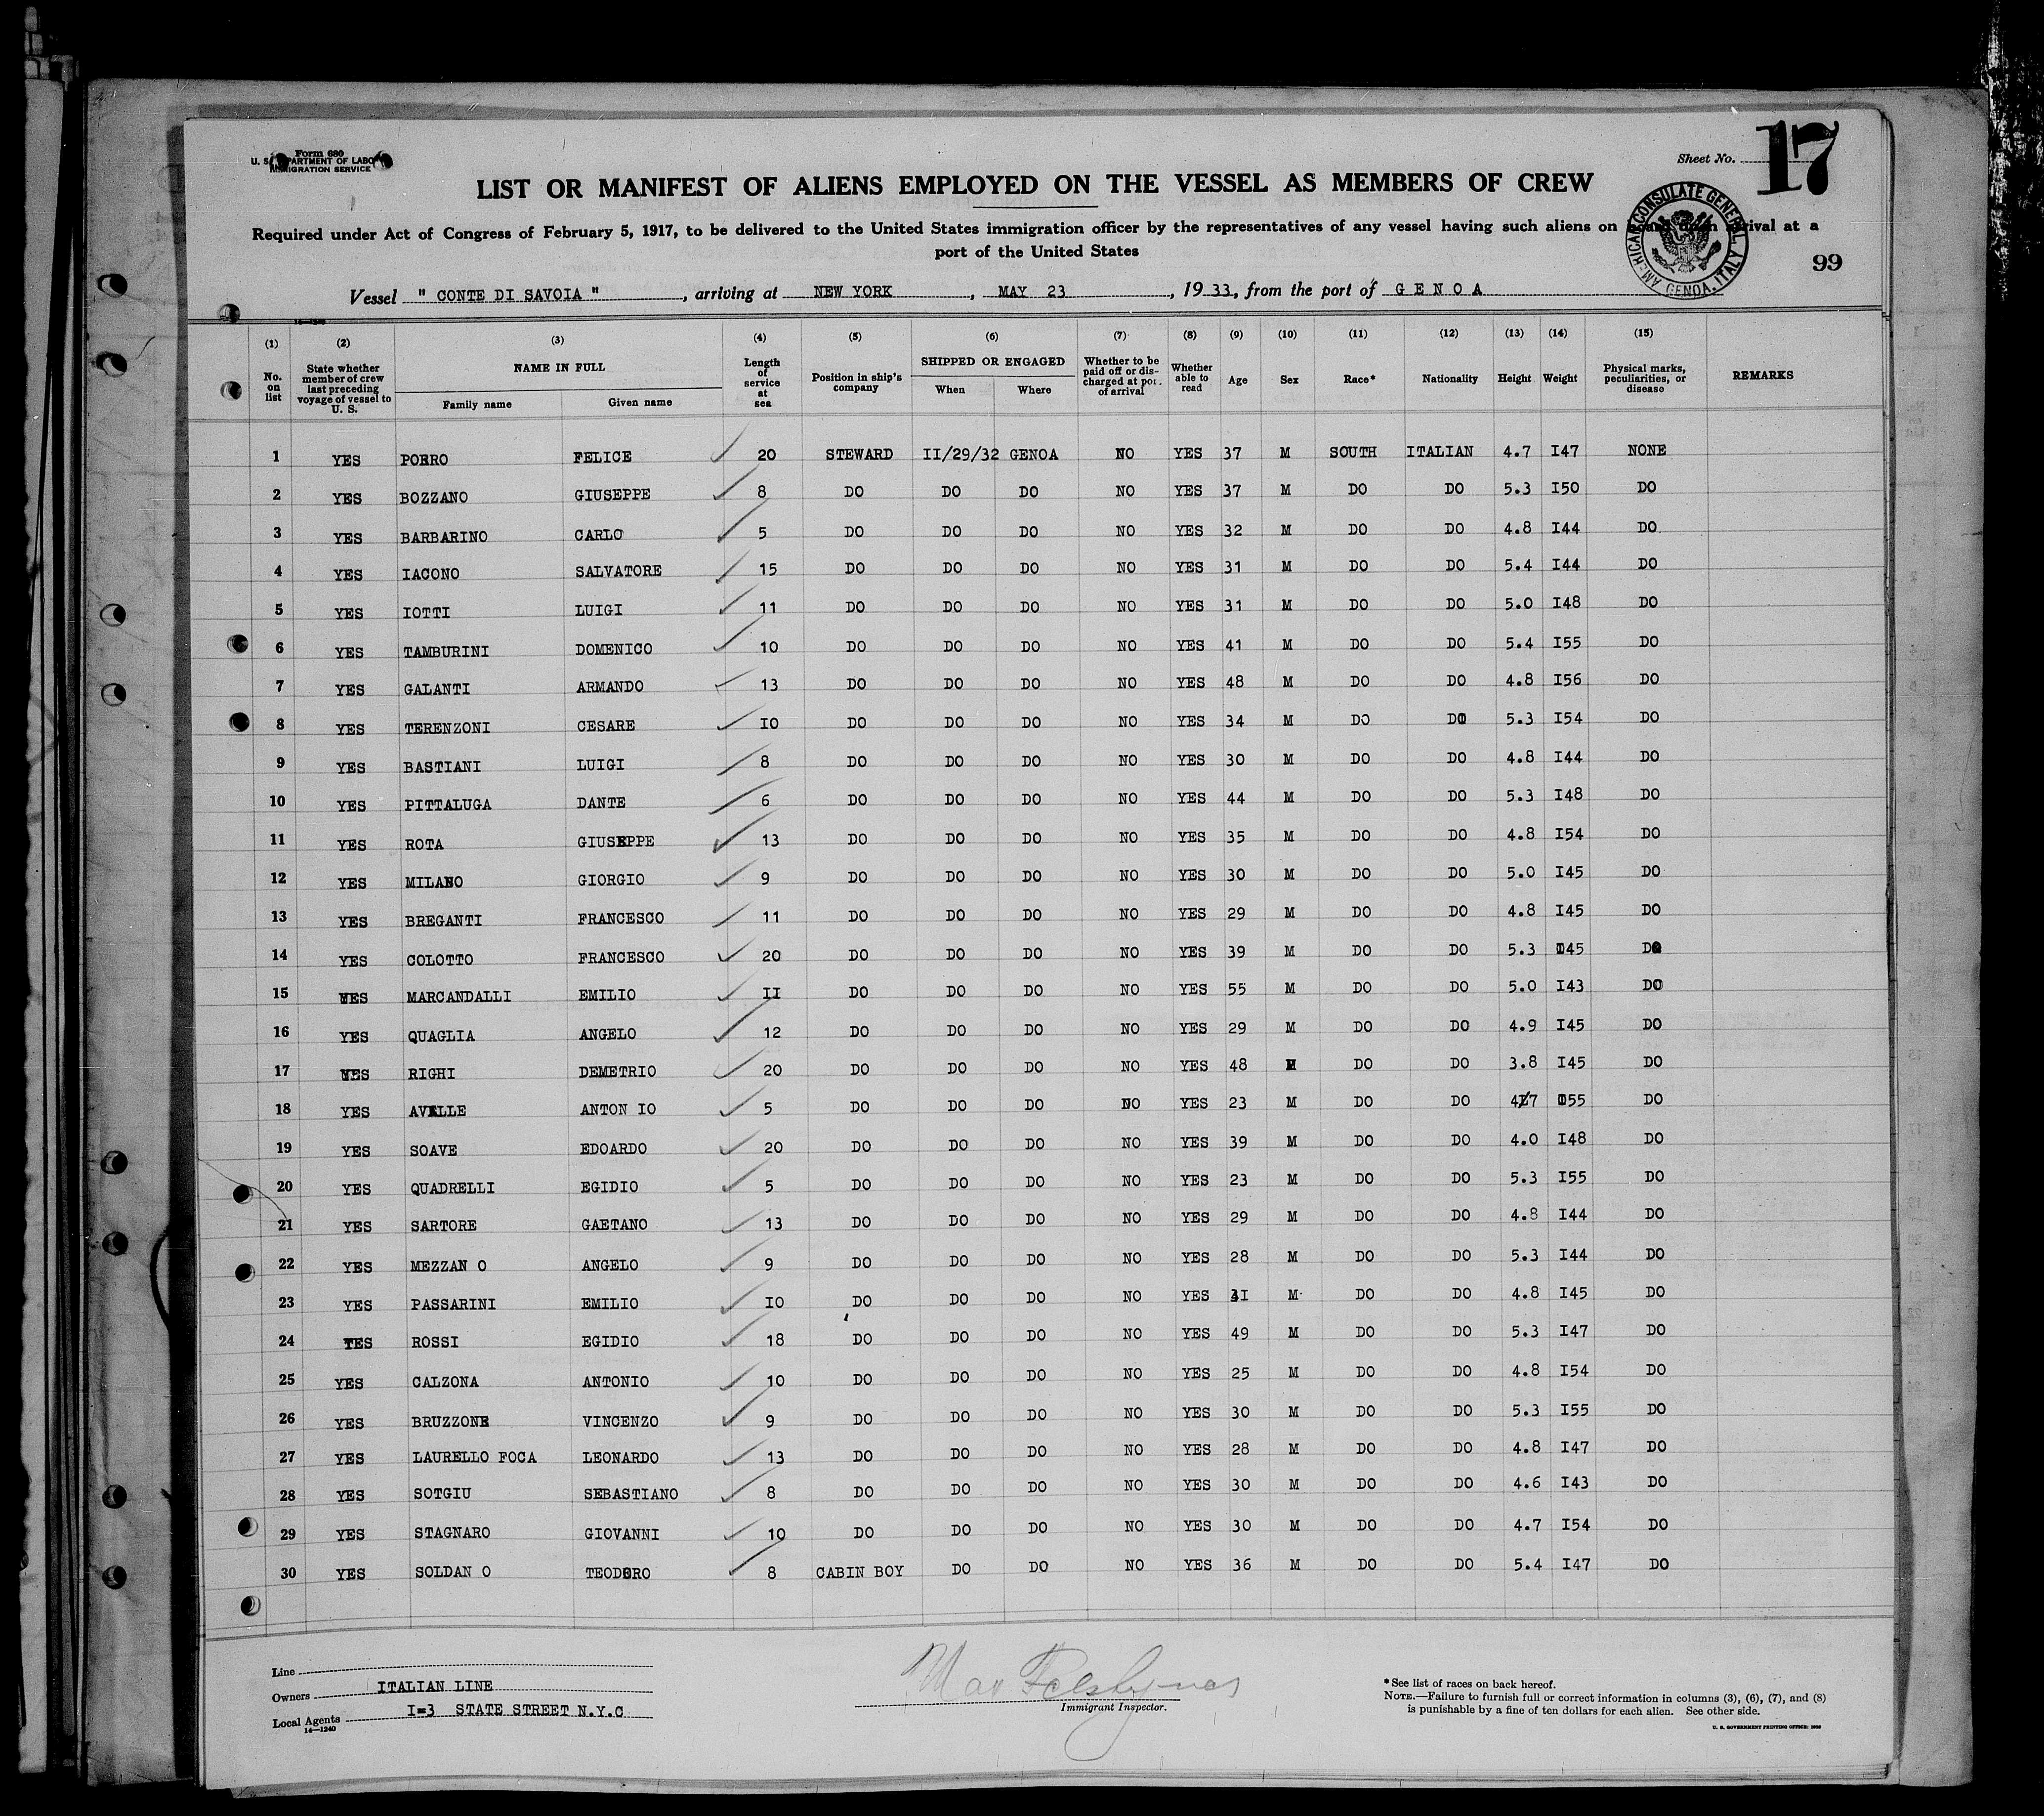 Form 680
U. S. DEPARTMENT OF LABOR
IMMIGRATION SERVICE
Sheet No. 17
LIST OR MANIFEST OF ALIENS EMPLOYED ON THE VESSEL AS MEMBERS OF CREW
Required under Act of Congress of February 5, 1917, to be delivered to the United States immigration officer by the representatives of any vessel having such aliens on board upon arrival at a
port of the United States
AMERICAN CONSULATE GENERAL GENOA, ITALY
99
Vessel " CONTE DI SAVOIA ", arriving at NEW YORK, MAY 23, 1933, from the port of GENOA
(1) (2) (3) (4) (5) (6) (7) (8) (9) (10) (11) (12) (13) (14) (15)
No. on list State whether member of crew last preceding voyage of vessel to U. S. NAME IN FULL Family name Given name Length of service at sea Position in ship's company SHIPPED OR ENGAGED When Where Whether to be paid off or discharged at port of arrival Whether able to read Age Sex Race* Nationality Height Weight Physical marks, peculiarities, or disease REMARKS
1 YES PORRO FELICE 20 STEWARD II/29/32 GENOA NO YES 37 M SOUTH ITALIAN 4.7 I47 NONE
2 YES BOZZANO GIUSEPPE 8 DO DO DO NO YES 37 M DO DO 5.3 I50 DO
3 YES BARBARINO CARLO 5 DO DO DO NO YES 32 M DO DO 4.8 I44 DO
4 YES IACONO SALVATORE 15 DO DO DO NO YES 31 M DO DO 5.4 I44 DO
5 YES IOTTI LUIGI 11 DO DO DO NO YES 31 M DO DO 5.0 I48 DO
6 YES TAMBURINI DOMENICO 10 DO DO DO NO YES 41 M DO DO 5.4 I55 DO
7 YES GALANTI ARMANDO 13 DO DO DO NO YES 48 M DO DO 4.8 I56 DO
8 YES TERENZONI CESARE IO DO DO DO NO YES 34 M DO DO 5.3 I54 DO
9 YES BASTIANI LUIGI 8 DO DO DO NO YES 30 M DO DO 4.8 I44 DO
10 YES PITTALUGA DANTE 6 DO DO DO NO YES 44 M DO DO 5.3 I48 DO
11 YES ROTA GIUSEPPE 13 DO DO DO NO YES 35 M DO DO 4.8 I54 DO
12 YES MILANO GIORGIO 9 DO DO DO NO YES 30 M DO DO 5.0 I45 DO
13 YES BREGANTI FRANCESCO 11 DO DO DO NO YES 29 M DO DO 4.8 I45 DO
14 YES COLOTTO FRANCESCO 20 DO DO DO NO YES 39 M DO DO 5.3 I45 DO
15 YES MARCANDALLI EMILIO II DO DO DO NO YES 55 M DO DO 5.0 I43 DO
16 YES QUAGLIA ANGELO 12 DO DO DO NO YES 29 M DO DO 4.9 I45 DO
17 YES RIGHI DEMETRIO 20 DO DO DO NO YES 48 M DO DO 3.8 I45 DO
18 YES AVELLE ANTON IO 5 DO DO DO NO YES 23 M DO DO 4.7 I55 DO
19 YES SOAVE EDOARDO 20 DO DO DO NO YES 39 M DO DO 4.0 I48 DO
20 YES QUADRELLI EGIDIO 5 DO DO DO NO YES 23 M DO DO 5.3 I55 DO
21 YES SARTORE GAETANO 13 DO DO DO NO YES 29 M DO DO 4.8 I44 DO
22 YES MEZZAN O ANGELO 9 DO DO DO NO YES 28 M DO DO 5.3 I44 DO
23 YES PASSARINI EMILIO IO DO DO DO NO YES 3I M DO DO 4.8 I45 DO
24 YES ROSSI EGIDIO 18 DO DO DO NO YES 49 M DO DO 5.3 I47 DO
25 YES CALZONA ANTONIO 10 DO DO DO NO YES 25 M DO DO 4.8 I54 DO
26 YES BRUZZONE VINCENZO 9 DO DO DO NO YES 30 M DO DO 5.3 I55 DO
27 YES LAURELLO FOCA LEONARDO 13 DO DO DO NO YES 28 M DO DO 4.8 I47 DO
28 YES SOTGIU SEBASTIANO 8 DO DO DO NO YES 30 M DO DO 4.6 I43 DO
29 YES STAGNARO GIOVANNI 10 DO DO DO NO YES 30 M DO DO 4.7 I54 DO
30 YES SOLDAN O TEODORO 8 CABIN BOY DO DO NO YES 36 M DO DO 5.4 I47 DO
Line
Owners ITALIAN LINE
Local Agents I=3 STATE STREET N.Y.C
14—1240
Max
Immigrant Inspector.
* See list of races on back hereof.
NOTE.—Failure to furnish full or correct information in columns (3), (6), (7), and (8)
is punishable by a fine of ten dollars for each alien. See other side.
U. S. GOVERNMENT PRINTING OFFICE: